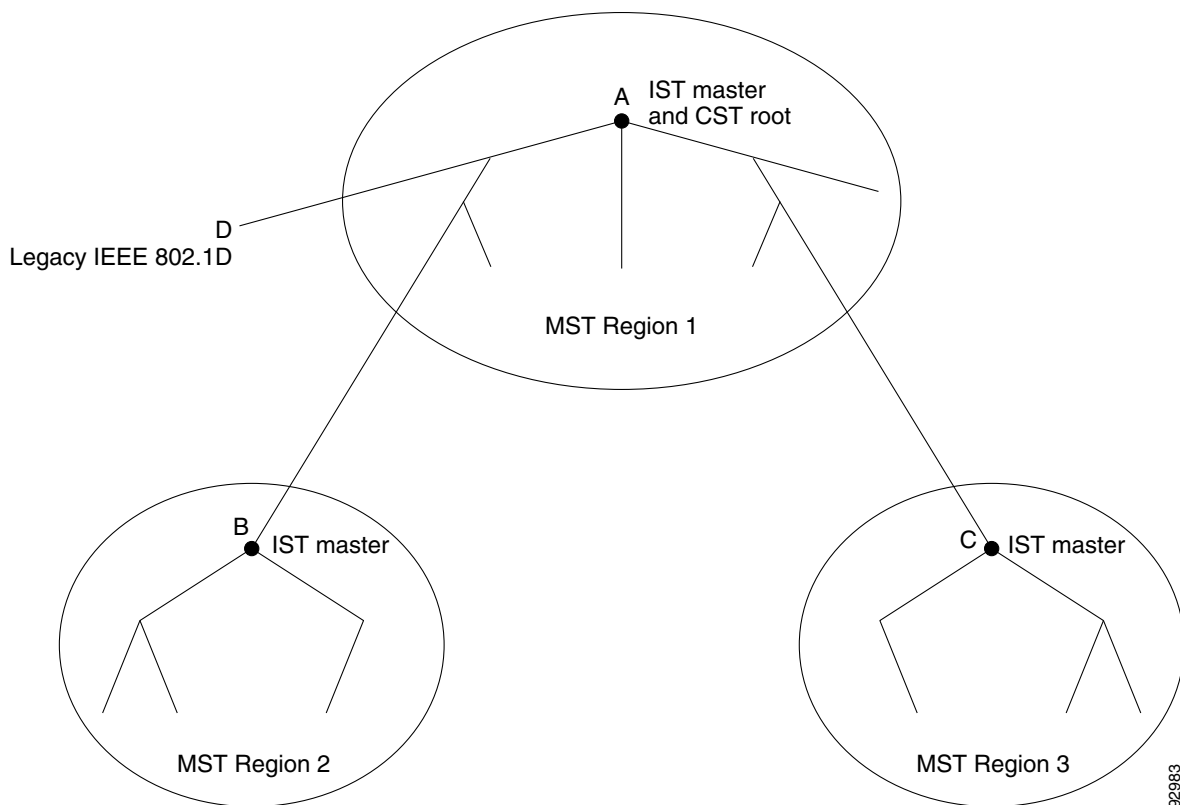 A
IST master
and CST root
D
Legacy IEEE 802.1D
MST Region 1
B
IST master
C
IST master
MST Region 2
MST Region 3
92983